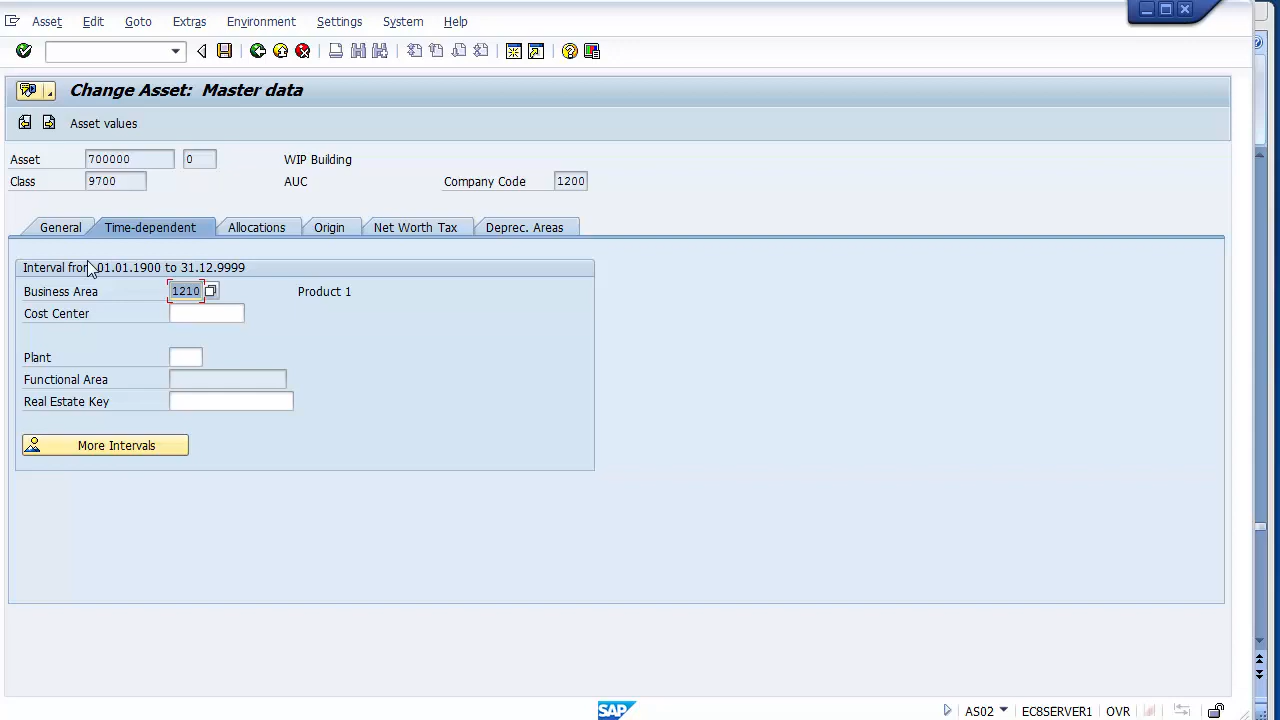 Asset Edit Goto Extras Environment Settings System Help
Change Asset: Master data
Asset values
Asset 700000 0 WIP Building
Class 9700 AUC Company Code 1200
General Time-dependent Allocations Origin Net Worth Tax Deprec. Areas
Interval from 01.01.1900 to 31.12.9999
Business Area 1210 Product 1
Cost Center
Plant
Functional Area
Real Estate Key
More Intervals
SAP AS02 ECSERVER1 OVR